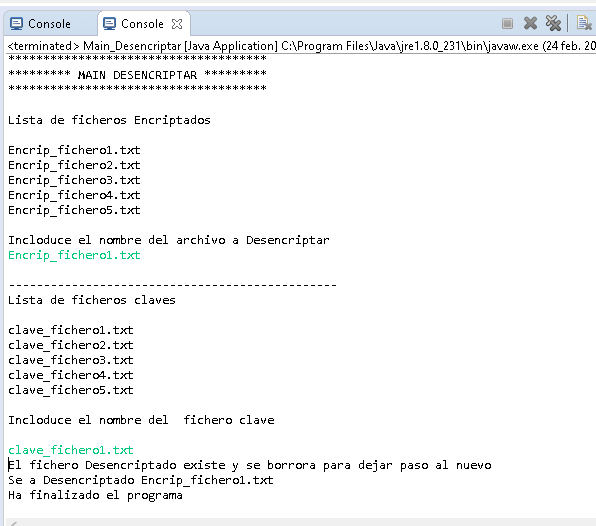 Console Console
<terminated> Main_Desencriptar [Java Application] C:\Program Files\Java\jre1.8.0_231\bin\javaw.exe (24 feb. 20
*************************************
********* MAIN DESENCRIPTAR *********
*************************************
Lista de ficheros Encriptados
Encrip_fichero1.txt
Encrip_fichero2.txt
Encrip_fichero3.txt
Encrip_fichero4.txt
Encrip_fichero5.txt
Incloduce el nombre del archivo a Desencriptar
Encrip_fichero1.txt
-----------------------------------------------
Lista de ficheros claves
clave_fichero1.txt
clave_fichero2.txt
clave_fichero3.txt
clave_fichero4.txt
clave_fichero5.txt
Incloduce el nombre del  fichero clave
clave_fichero1.txt
El fichero Desencriptado existe y se borrora para dejar paso al nuevo
Se a Desencriptado Encrip_fichero1.txt
Ha finalizado el programa